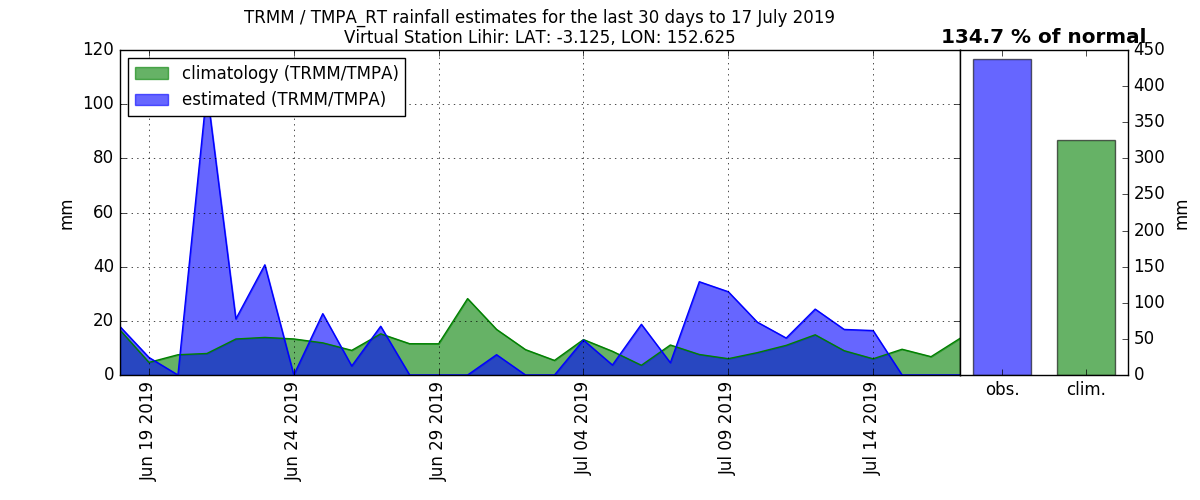 TRMM / TMPA_RT rainfall estimates for the last 30 days to 17 July 2019
Virtual Station Lihir: LAT: -3.125, LON: 152.625
134.7 % of normal
climatology (TRMM/TMPA)
estimated (TRMM/TMPA)
120
100
80
60
40
20
0
mm
Jun 19 2019
Jun 24 2019
Jun 29 2019
Jul 04 2019
Jul 09 2019
Jul 14 2019
450
400
350
300
250
200
150
100
50
0
mm
obs.
clim.